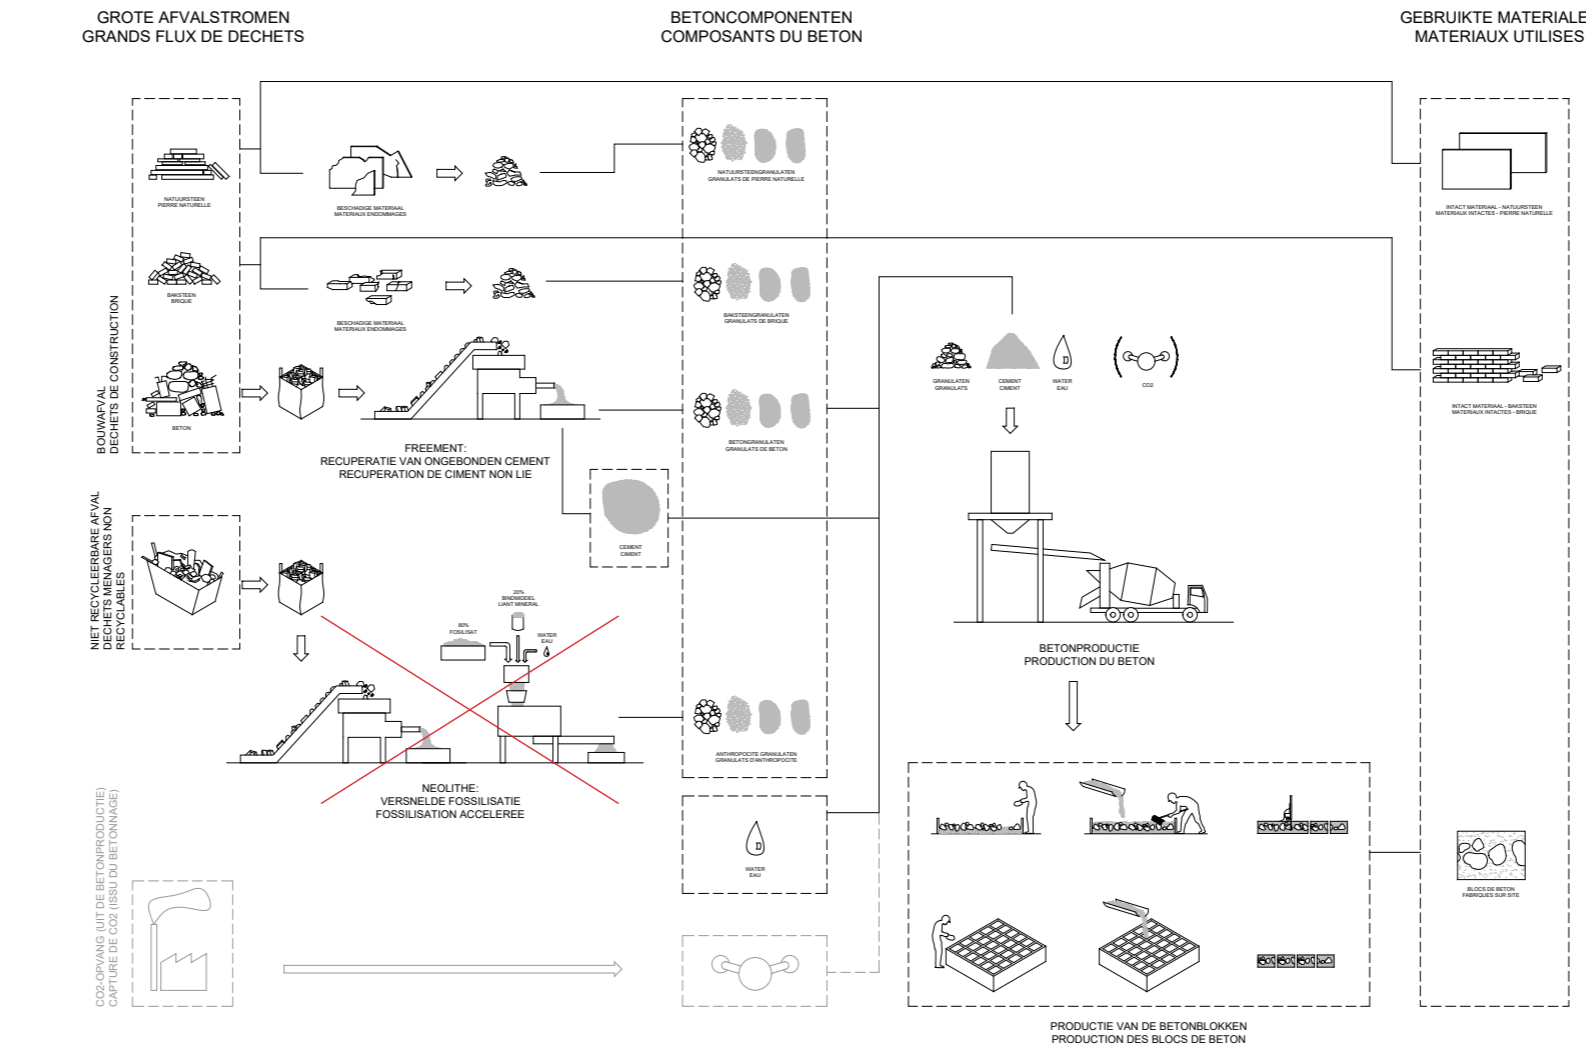 GROTE AFVALSTROMEN
GRANDS FLUX DE DECHETS
BETONCOMPONENTEN
COMPOSANTS DU BETON
GEBRUIKTE MATERIALE
MATERIAUX UTILISES
BOUWAFVAL
DECHETS DE CONSTRUCTION
NATUURSTEEN
PIERRE NATURELLE
BESCHADIGE MATERIAAL
MATERIAUX ENDOMMAGES
NATUURSTEENGRANULATEN
GRANULATS DE PIERRE NATURELLE
INTACT MATERIAAL - NATUURSTEEN
MATERIAUX INTACTES - PIERRE NATURELLE
BAKSTEEN
BRIQUE
BESCHADIGE MATERIAAL
MATERIAUX ENDOMMAGES
BAKSTEENGRANULATEN
GRANULATS DE BRIQUE
GRANULATEN
GRANULATS
CEMENT
CIMENT
D
WATER
EAU
CO2
INTACT MATERIAAL - BAKSTEEN
MATERIAUX INTACTES - BRIQUE
BETON
FREEMENT:
RECUPERATIE VAN ONGEBONDEN CEMENT
RECUPERATION DE CIMENT NON LIE
BETONGRANULATEN
GRANULATS DE BETON
CEMENT
CIMENT
NIET RECYCLEERBARE AFVAL
DECHETS MENAGERS NON
RECYCLABLES
20%
BINDMIDDEL
LIANT MINERAL
80%
FOSILISAT
WATER
EAU
NEOLITHE:
VERSNELDE FOSSILISATIE
FOSSILISATION ACCELEREE
ANTHROPOCITE GRANULATEN
GRANULATS D'ANTHROPOCITE
BETONPRODUCTIE
PRODUCTION DU BETON
D
WATER
EAU
CO2-OPVANG (UIT DE BETONPRODUCTIE)
CAPTURE DE CO2 (ISSU DU BETONNAGE)
BLOCS DE BETON
FABRIQUES SUR SITE
PRODUCTIE VAN DE BETONBLOKKEN
PRODUCTION DES BLOCS DE BETON